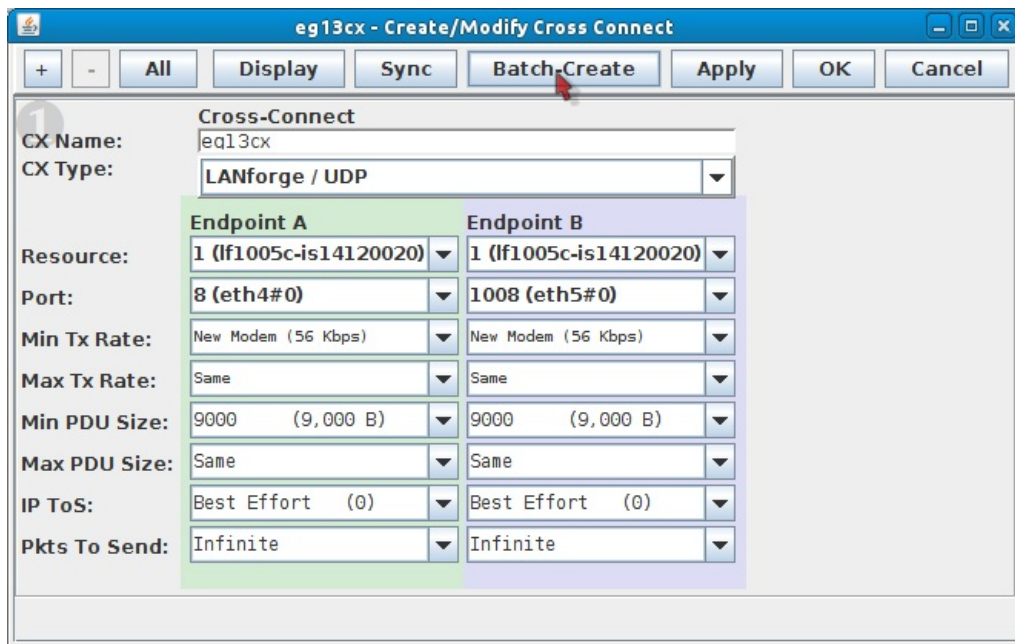 eg13cx - Create/Modify Cross Connect
+ - All Display Sync Batch-Create Apply OK Cancel
1
Cross-Connect
CX Name: eg13cx
CX Type: LANforge / UDP
Endpoint A Endpoint B
Resource: 1 (lf1005c-is14120020) 1 (lf1005c-is14120020)
Port: 8 (eth4#0) 1008 (eth5#0)
Min Tx Rate: New Modem (56 Kbps) New Modem (56 Kbps)
Max Tx Rate: Same Same
Min PDU Size: 9000 (9,000 B) 9000 (9,000 B)
Max PDU Size: Same Same
IP ToS: Best Effort (0) Best Effort (0)
Pkts To Send: Infinite Infinite